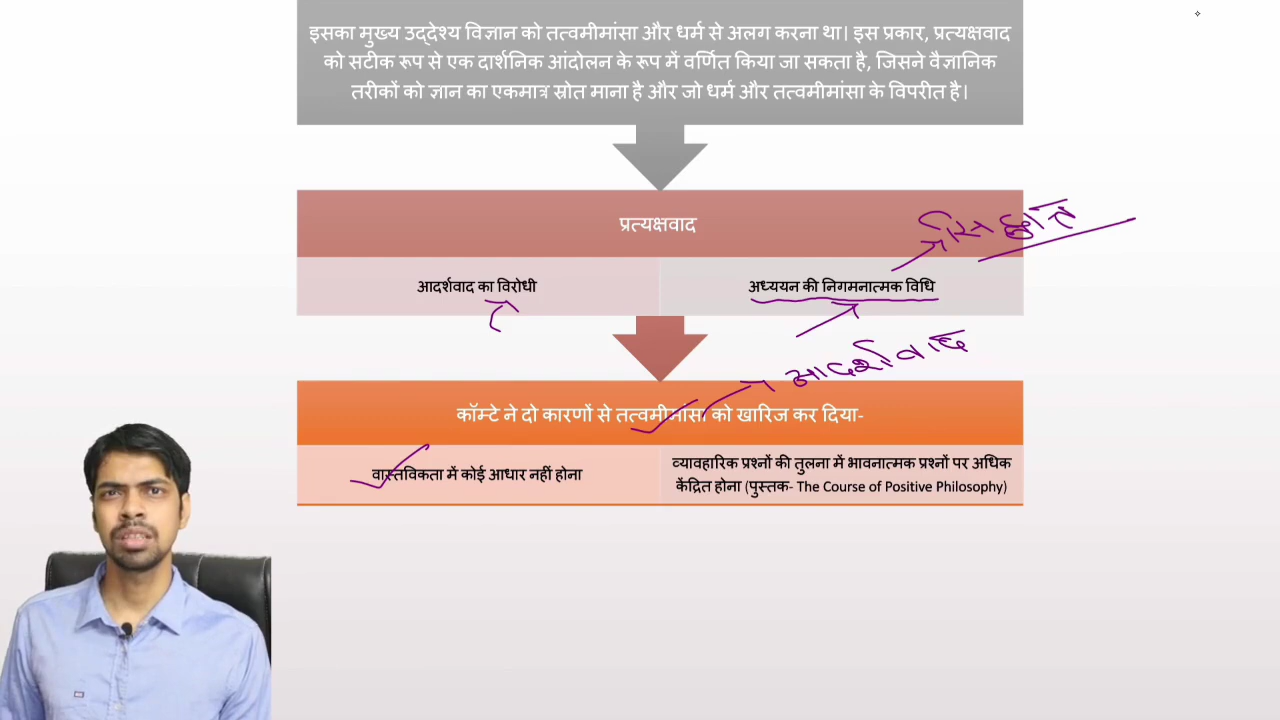 इसका मुख्य उद्देश्य विज्ञान को तत्वमीमांसा और धर्म से अलग करना था। इस प्रकार, प्रत्यक्षवाद
को सटीक रूप से एक दार्शनिक आंदोलन के रूप में वर्णित किया जा सकता है, जिसने वैज्ञानिक
तरीकों को ज्ञान का एकमात्र स्रोत माना है और जो धर्म और तत्वमीमांसा के विपरीत है।
प्रत्यक्षवाद
आदर्शवाद का विरोधी
अध्ययन की निगमनात्मक विधि
आदर्शवाद
कॉम्टे ने दो कारणों से तत्वमीमांसा को खारिज कर दिया-
वास्तविकता में कोई आधार नहीं होना
व्यावहारिक प्रश्नों की तुलना में भावनात्मक प्रश्नों पर अधिक
केंद्रित होना (पुस्तक- The Course of Positive Philosophy)